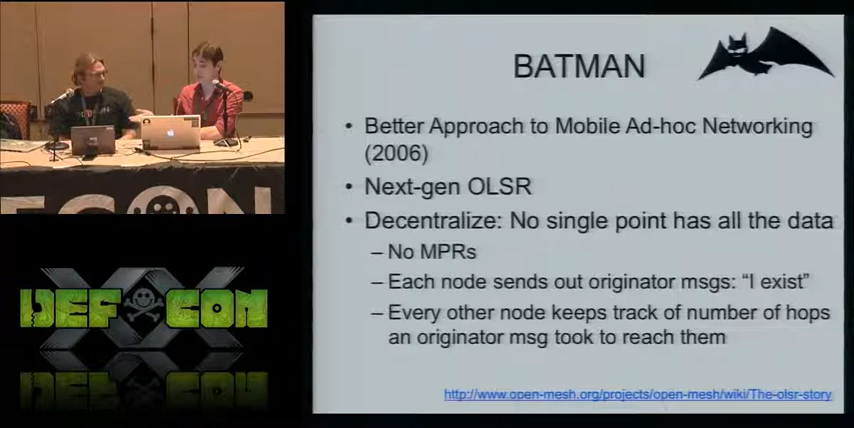 BATMAN
• Better Approach to Mobile Ad-hoc Networking
(2006)
• Next-gen OLSR
• Decentralize: No single point has all the data
– No MPRs
– Each node sends out originator msgs: “I exist”
– Every other node keeps track of number of hops
an originator msg took to reach them
http://www.open-mesh.org/projects/open-mesh/wiki/The-olsr-story
DEF CON